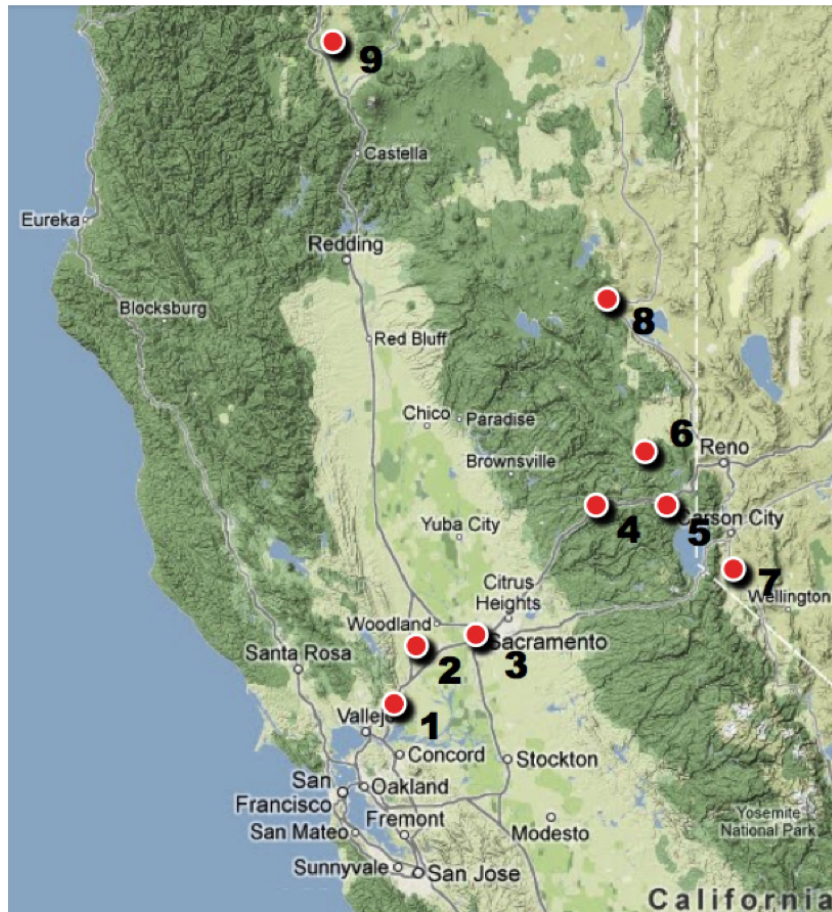 9
Castella
Eureka
Redding
Blocksburg
8
Red Bluff
Chico
Paradise
6
Reno
Brownsville
4
5
Carson City
Yuba City
7
Citrus
Heights
Wellington
Woodland
Sacramento
2
3
Santa Rosa
1
Vallejo
Concord
Stockton
San
Francisco
Oakland
San Mateo
Fremont
Modesto
Yosemite
National Park
Sunnyvale
San Jose
California